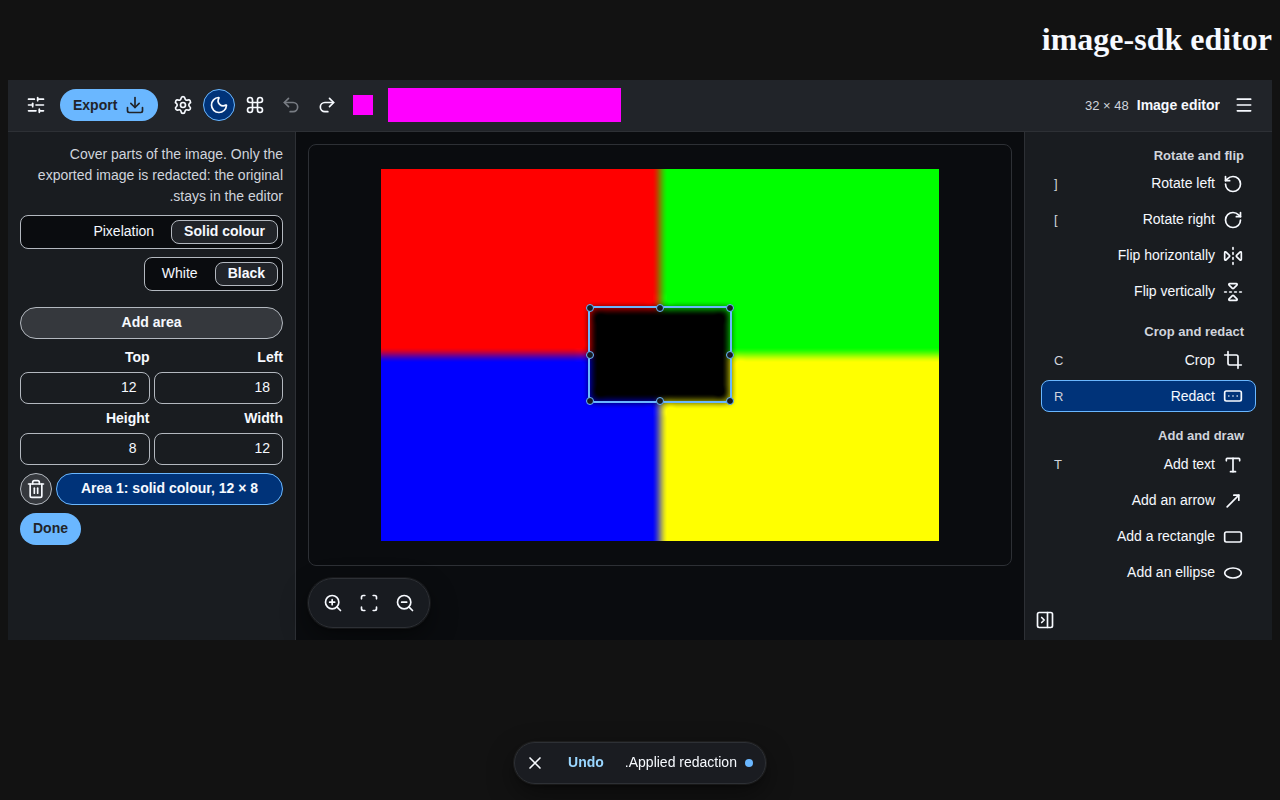 image-sdk editor
Image editor
32 × 48
Export
Rotate and flip
Rotate left ]
Rotate right [
Flip horizontally
Flip vertically
Crop and redact
Crop C
Redact R
Add and draw
Add text T
Add an arrow
Add a rectangle
Add an ellipse
Cover parts of the image. Only the
exported image is redacted: the original
.stays in the editor
Solid colour Pixelation
Black White
Add area
Left Top
18 12
Width Height
12 8
Area 1: solid colour, 12 × 8
Done
.Applied redaction Undo